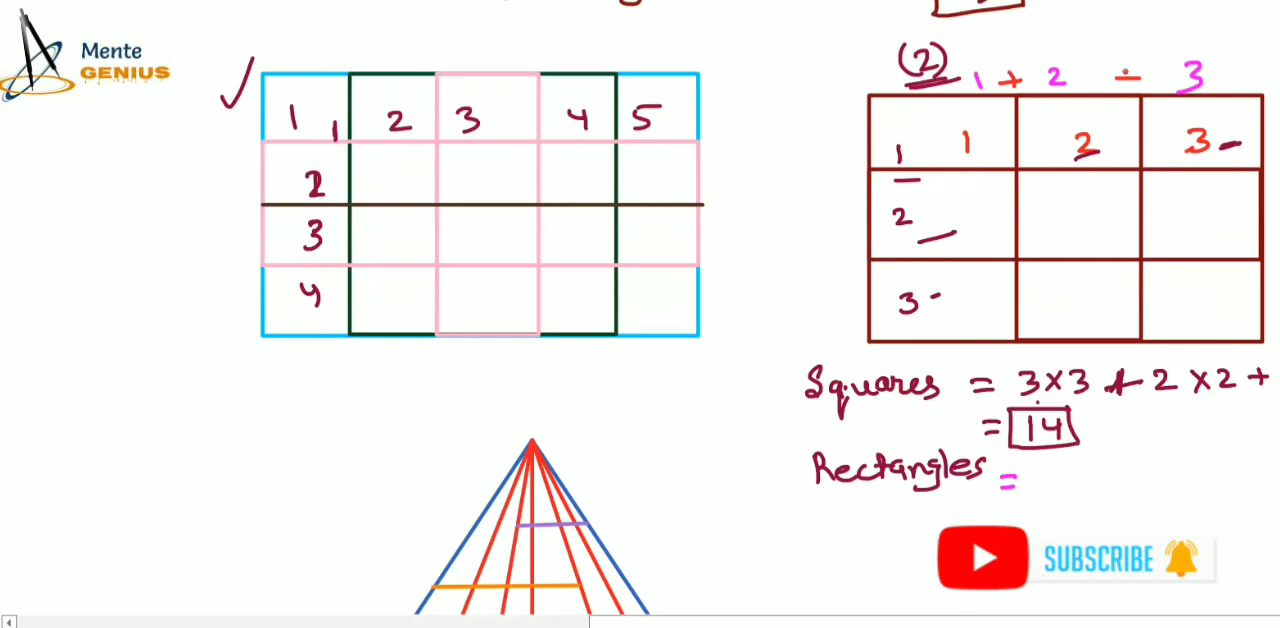 Mente
GENIUS
1 1 2 3 4 5
2
3
4
(2) 1 + 2 ÷ 3
1 1 2 3
2
3
Squares = 3×3 + 2×2 +
= 14
Rectangles =
SUBSCRIBE